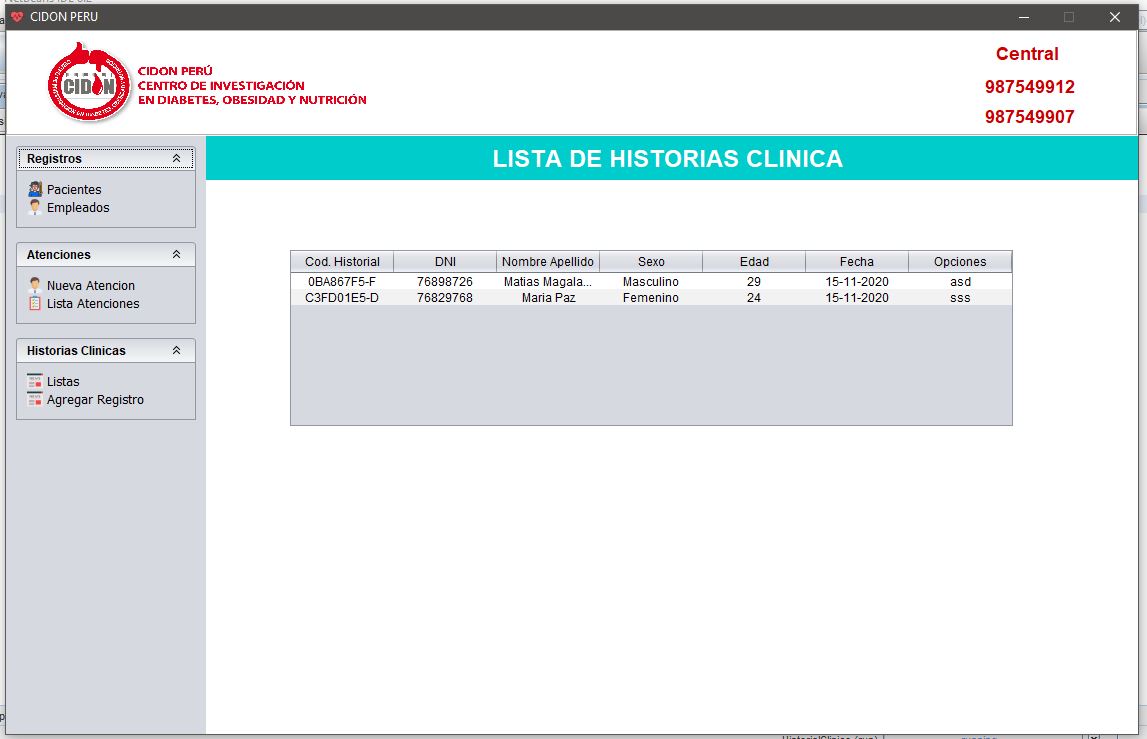 CIDON PERU
CIDON
CIDON PERÚ
CENTRO DE INVESTIGACIÓN
EN DIABETES, OBESIDAD Y NUTRICIÓN
Central
987549912
987549907
Registros
Pacientes
Empleados
Atenciones
Nueva Atencion
Lista Atenciones
Historias Clinicas
Listas
Agregar Registro
LISTA DE HISTORIAS CLINICA
Cod. Historial DNI Nombre Apellido Sexo Edad Fecha Opciones
0BA867F5-F 76898726 Matias Magala... Masculino 29 15-11-2020 asd
C3FD01E5-D 76829768 Maria Paz Femenino 24 15-11-2020 sss